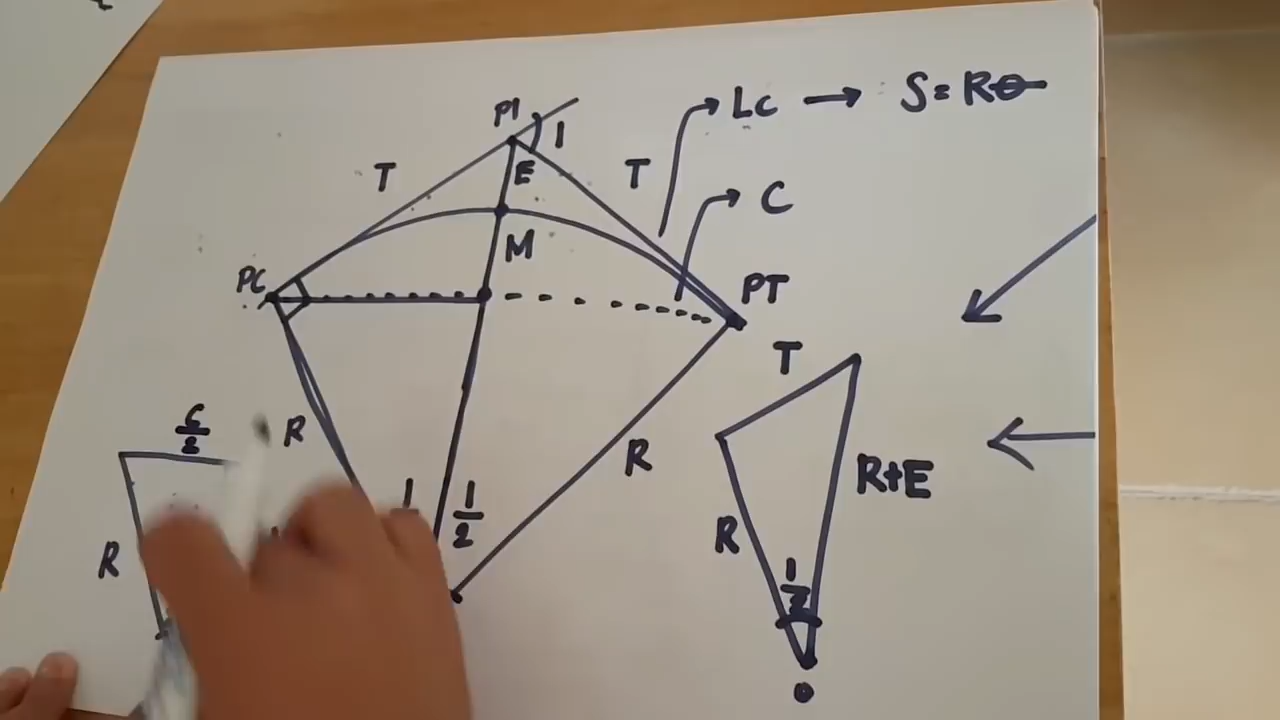 PI
I
Lc → S=Rθ
T
E
T
C
M
PC
PT
T
C/2
R
R
R+E
I/2
R
R
I/2
O